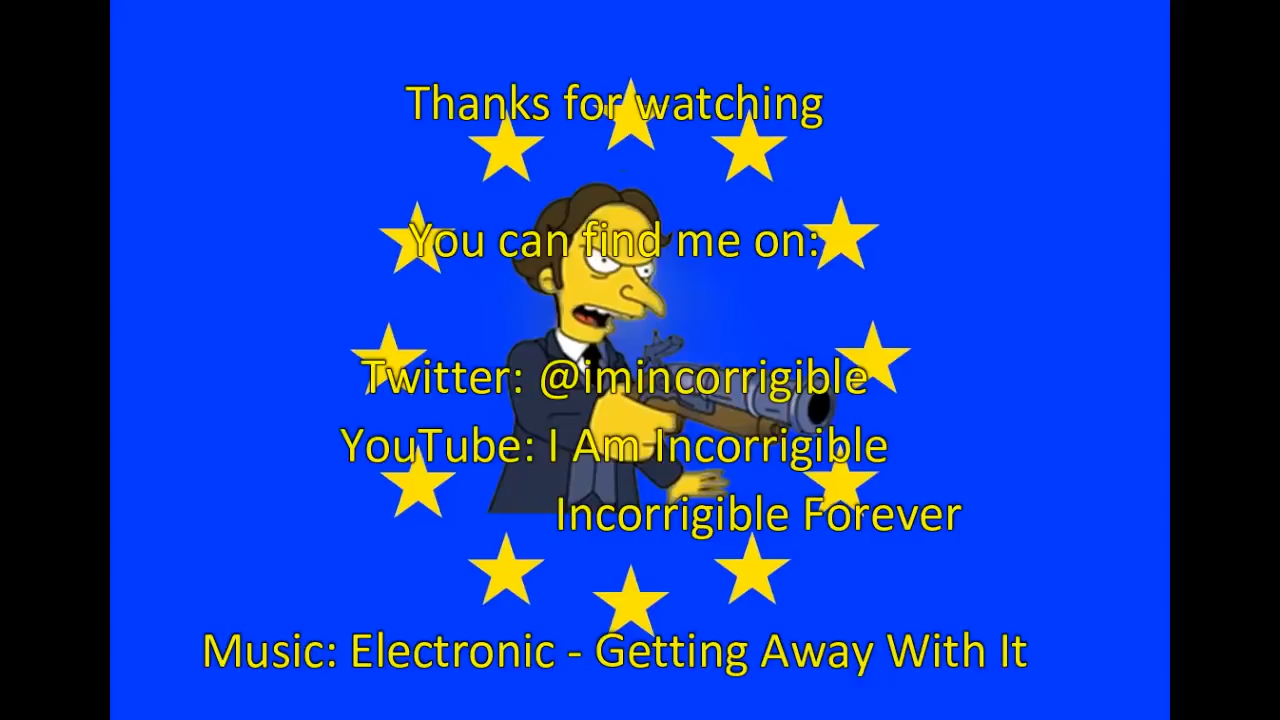 Thanks for watching
You can find me on:
Twitter: @imincorrigible
YouTube: I Am Incorrigible
Incorrigible Forever
Music: Electronic - Getting Away With It